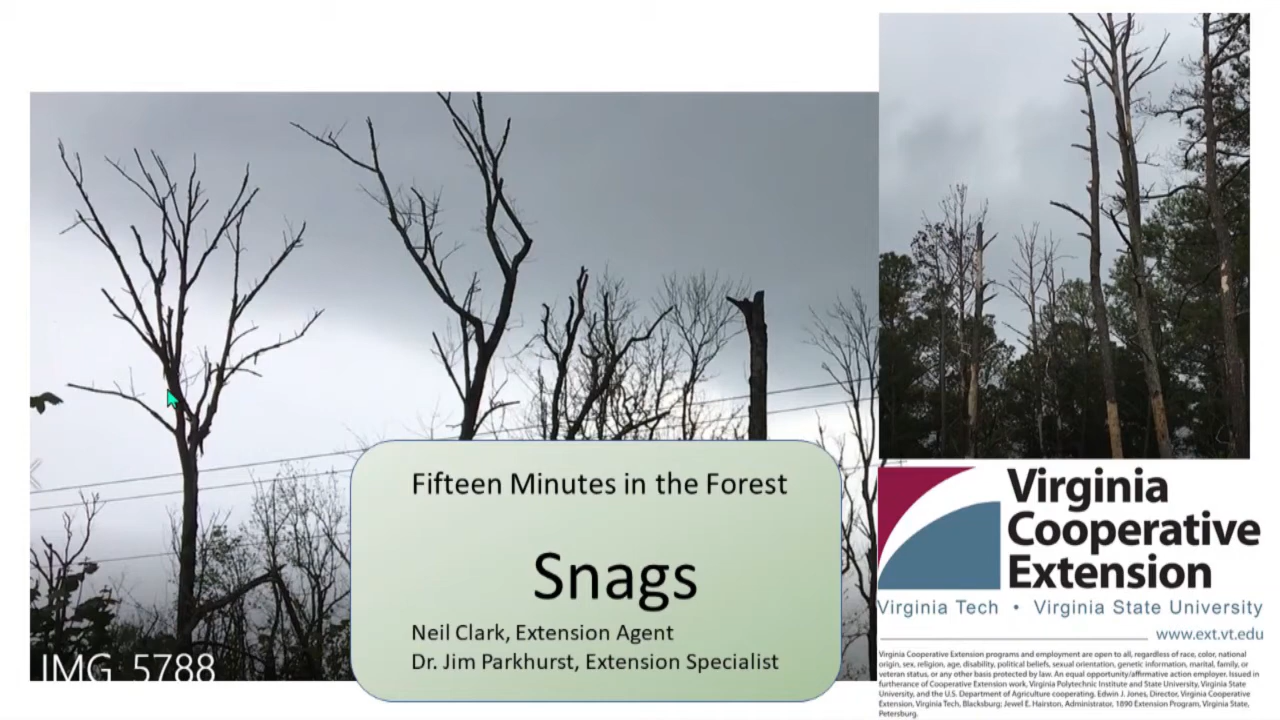 Fifteen Minutes in the Forest
Snags
Neil Clark, Extension Agent
Dr. Jim Parkhurst, Extension Specialist
IMG 5788
Virginia
Cooperative
Extension
Virginia Tech • Virginia State University
www.ext.vt.edu
Virginia Cooperative Extension programs and employment are open to all, regardless of race, color, national
origin, sex, religion, age, disability, political beliefs, sexual orientation, genetic information, marital, family, or
veteran status, or any other basis protected by law. An equal opportunity/affirmative action employer. Issued in
furtherance of Cooperative Extension work, Virginia Polytechnic Institute and State University, Virginia State
University, and the U.S. Department of Agriculture cooperating. Edwin J. Jones, Director, Virginia Cooperative
Extension, Virginia Tech, Blacksburg; Jewel E. Hairston, Administrator, 1890 Extension Program, Virginia State,
Petersburg.